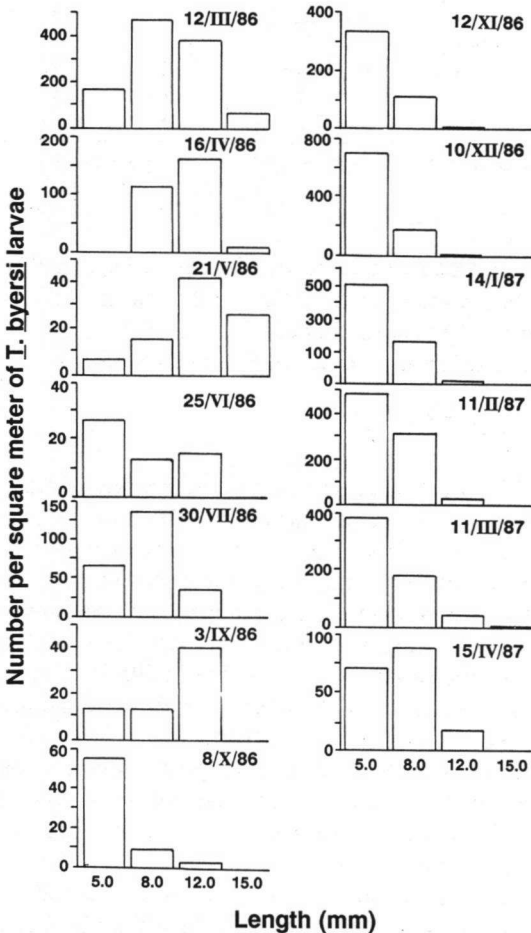 Number per square meter of T. byersi larvae
12/III/86
400
200
0
16/IV/86
200
100
0
21/V/86
40
20
0
25/VI/86
40
20
0
30/VII/86
150
100
50
0
3/IX/86
40
20
0
8/X/86
60
40
20
0
5.0 8.0 12.0 15.0
12/XI/86
400
200
0
10/XII/86
800
400
0
14/I/87
500
300
100
0
11/II/87
400
200
0
11/III/87
400
200
0
15/IV/87
100
50
0
5.0 8.0 12.0 15.0
Length (mm)